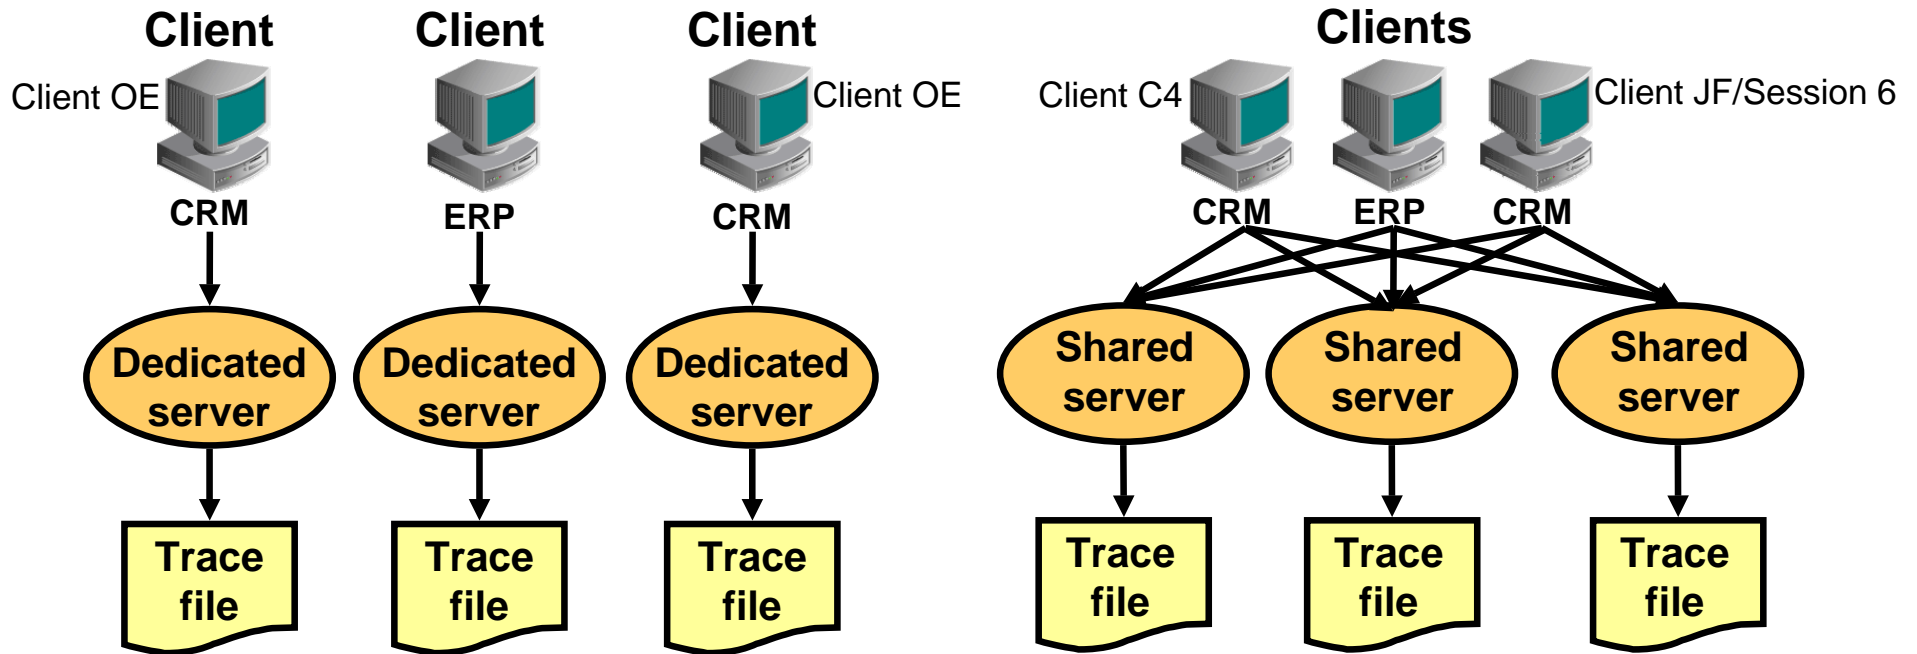 Client
Client
Client
Clients
Client OE
Client OE
Client C4
Client JF/Session 6
CRM
ERP
CRM
CRM
ERP
CRM
Dedicated
server
Dedicated
server
Dedicated
server
Shared
server
Shared
server
Shared
server
Trace
file
Trace
file
Trace
file
Trace
file
Trace
file
Trace
file